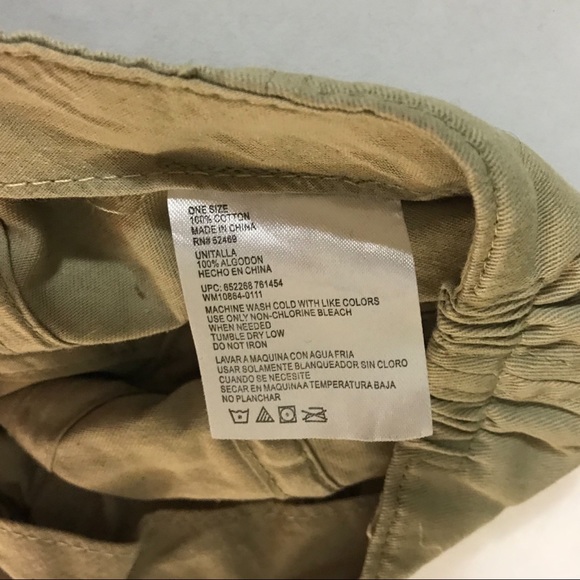 ONE SIZE
100% COTTON
MADE IN CHINA
RN# 52469
UNITALLA
100% ALGODON
HECHO EN CHINA
UPC: 652268 761454
WM10864-0111
MACHINE WASH COLD WITH LIKE COLORS
USE ONLY NON-CHLORINE BLEACH
WHEN NEEDED
TUMBLE DRY LOW
DO NOT IRON
LAVAR A MAQUINA CON AGUA FRIA
USAR SOLAMENTE BLANQUEADOR SIN CLORO
CUANDO SE NECESITE
SECAR EN MAQUINA A TEMPERATURA BAJA
NO PLANCHAR